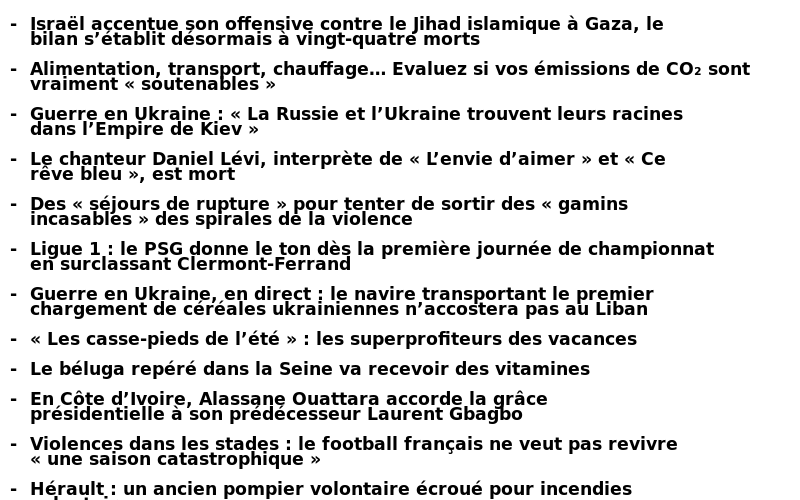 - Israël accentue son offensive contre le Jihad islamique à Gaza, le
bilan s’établit désormais à vingt-quatre morts
- Alimentation, transport, chauffage… Evaluez si vos émissions de CO₂ sont
vraiment « soutenables »
- Guerre en Ukraine : « La Russie et l’Ukraine trouvent leurs racines
dans l’Empire de Kiev »
- Le chanteur Daniel Lévi, interprète de « L’envie d’aimer » et « Ce
rêve bleu », est mort
- Des « séjours de rupture » pour tenter de sortir des « gamins
incasables » des spirales de la violence
- Ligue 1 : le PSG donne le ton dès la première journée de championnat
en surclassant Clermont-Ferrand
- Guerre en Ukraine, en direct : le navire transportant le premier
chargement de céréales ukrainiennes n’accostera pas au Liban
- « Les casse-pieds de l’été » : les superprofiteurs des vacances
- Le béluga repéré dans la Seine va recevoir des vitamines
- En Côte d’Ivoire, Alassane Ouattara accorde la grâce
présidentielle à son prédécesseur Laurent Gbagbo
- Violences dans les stades : le football français ne veut pas revivre
« une saison catastrophique »
- Hérault : un ancien pompier volontaire écroué pour incendies